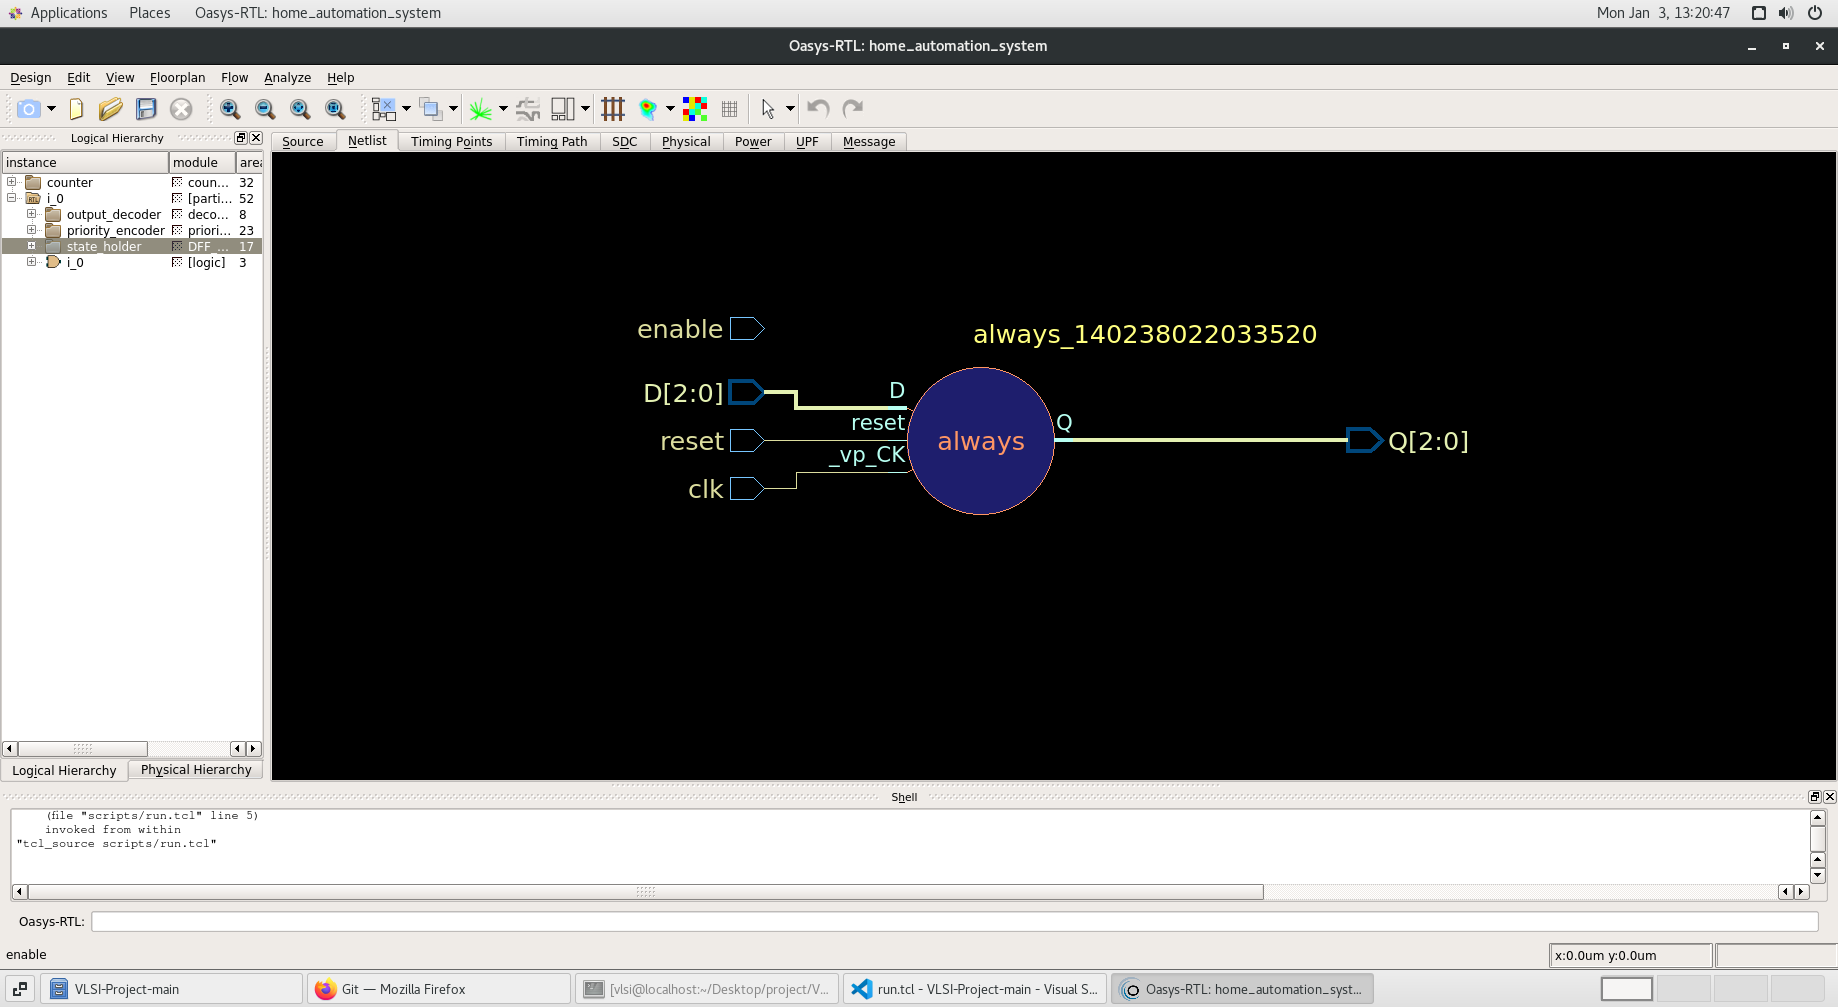 Applications Places Oasys-RTL: home_automation_system Mon Jan 3, 13:20:47
Oasys-RTL: home_automation_system
Design Edit View Floorplan Flow Analyze Help
Logical Hierarchy
Source Netlist Timing Points Timing Path SDC Physical Power UPF Message
instance module area
counter coun... 32
RTL i_0 [parti... 52
output_decoder deco... 8
priority_encoder priori... 23
state_holder DFF_... 17
i_0 [logic] 3
enable
always_140238022033520
D[2:0] D
reset reset
_vp_CK
clk
always
Q
Q[2:0]
Logical Hierarchy Physical Hierarchy
Shell
(file "scripts/run.tcl" line 5)
invoked from within
"tcl_source scripts/run.tcl"
Oasys-RTL:
enable x:0.0um y:0.0um
VLSI-Project-main Git — Mozilla Firefox [vlsi@localhost:~/Desktop/project/V... run.tcl - VLSI-Project-main - Visual S... Oasys-RTL: home_automation_syst...